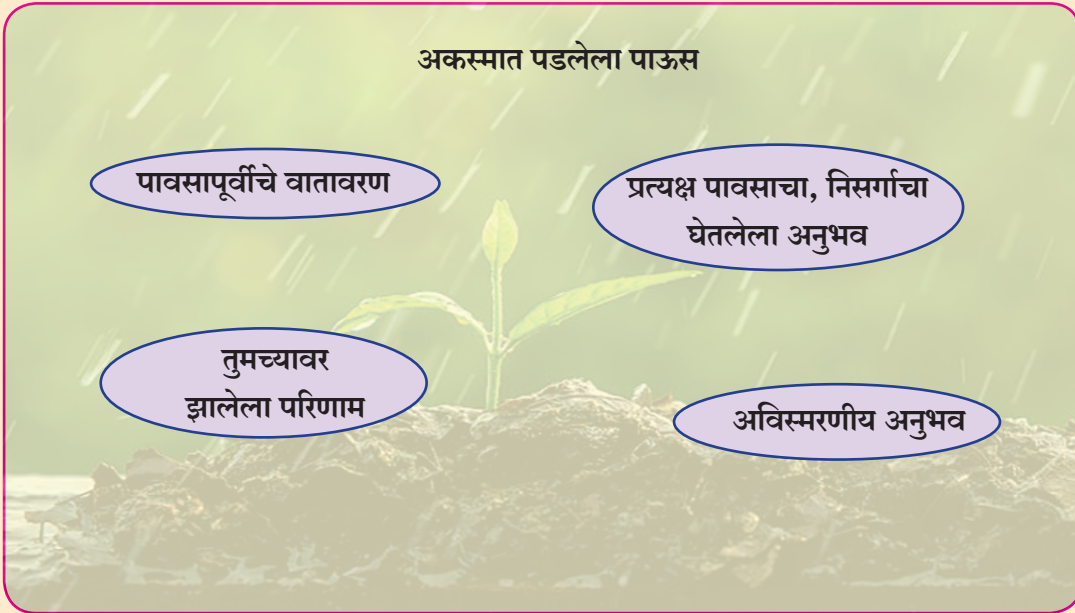 अकस्मात पडलेला पाऊस
पावसापूर्वीचे वातावरण
प्रत्यक्ष पावसाचा, निसर्गाचा
घेतलेला अनुभव
तुमच्यावर
झालेला परिणाम
अविस्मरणीय अनुभव